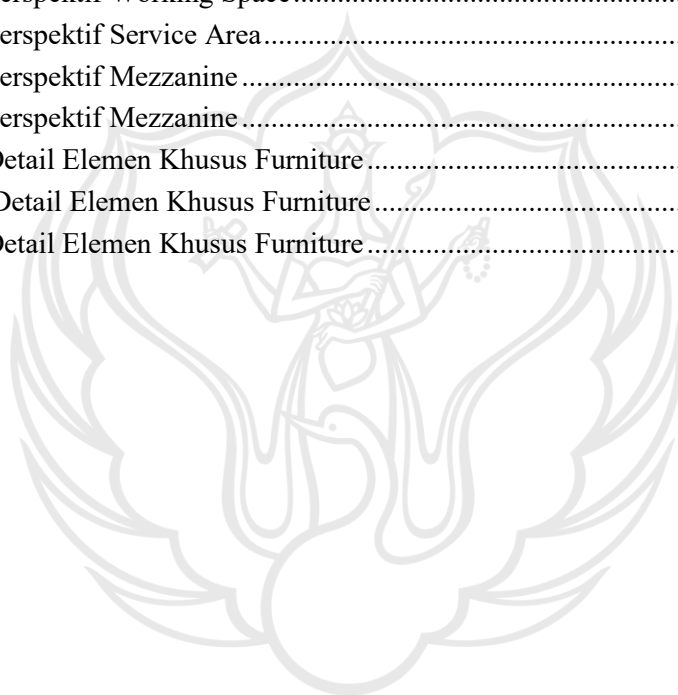 erspektif Working Space....................................................
erspektif Service Area........................................................
erspektif Mezzanine...........................................................
erspektif Mezzanine...........................................................
Detail Elemen Khusus Furniture..........................................
Detail Elemen Khusus Furniture.........................................
Detail Elemen Khusus Furniture..........................................